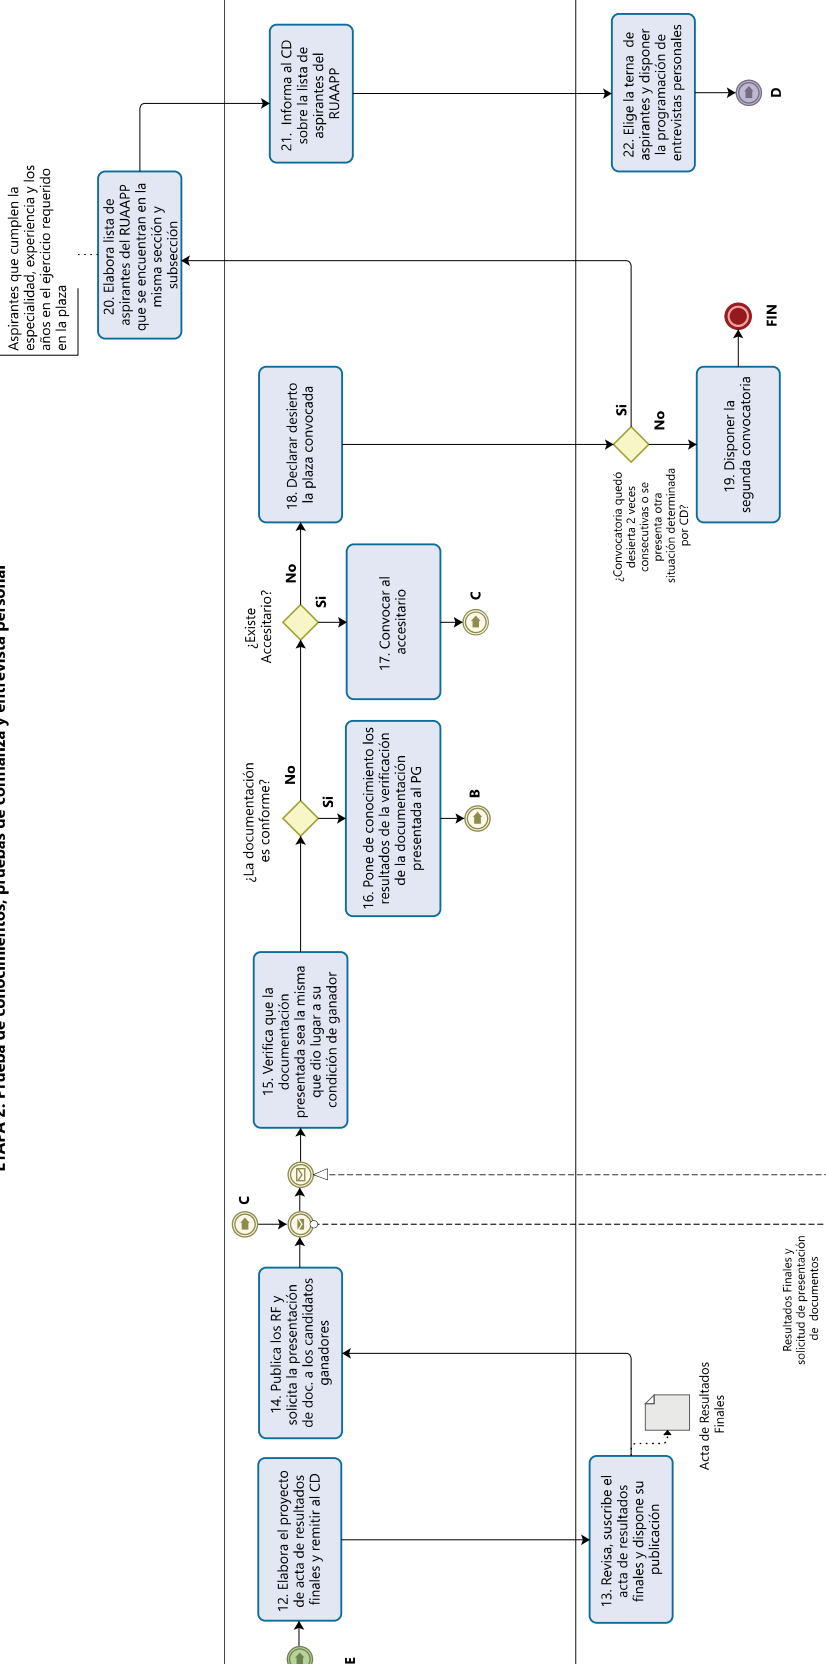 ETAPA 2: Prueba de conocimientos, pruebas de confianza y entrevista personal
E
12. Elabora el proyecto
de acta de resultados
finales y remitir al CD
13. Revisa, suscribe el
acta de resultados
finales y dispone su
publicación
Acta de Resultados
Finales
14. Publica los RF y
solicita la presentación
de doc. a los candidatos
ganadores
C
Resultados Finales y
solicitud de presentación
de documentos
15. Verifica que la
documentación
presentada sea la misma
que dio lugar a su
condición de ganador
¿La documentación
es conforme?
No
Si
16. Pone de conocimiento los
resultados de la verificación
de la documentación
presentada al PG
B
¿Existe
Accesitario?
No
Si
17. Convocar al
accesitario
C
18. Declarar desierto
la plaza convocada
¿Convocatoria quedó
desierta 2 veces
consecutivas o se
presenta otra
situación determinada
por CD?
Si
No
19. Disponer la
segunda convocatoria
FIN
Aspirantes que cumplen la
especialidad, experiencia y los
años en el ejercicio requerido
en la plaza
20. Elabora lista de
aspirantes del RUAAPP
que se encuentran en la
misma sección y
subsección
21. Informa al CD
sobre la lista de
aspirantes del
RUAAPP
22. Elige la terna de
aspirantes y disponer
la programación de
entrevistas personales
D